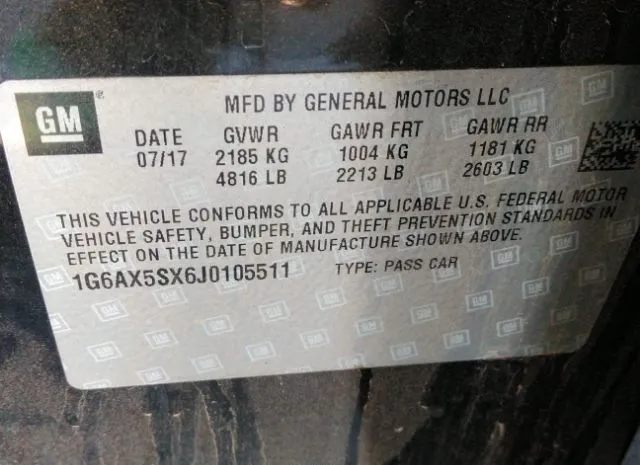 GM ®
MFD BY GENERAL MOTORS LLC
DATE GVWR GAWR FRT GAWR RR
07/17 2185 KG 1004 KG 1181 KG
4816 LB 2213 LB 2603 LB
THIS VEHICLE CONFORMS TO ALL APPLICABLE U.S. FEDERAL MOTOR
VEHICLE SAFETY, BUMPER, AND THEFT PREVENTION STANDARDS IN
EFFECT ON THE DATE OF MANUFACTURE SHOWN ABOVE.
1G6AX5SX6J0105511 TYPE: PASS CAR